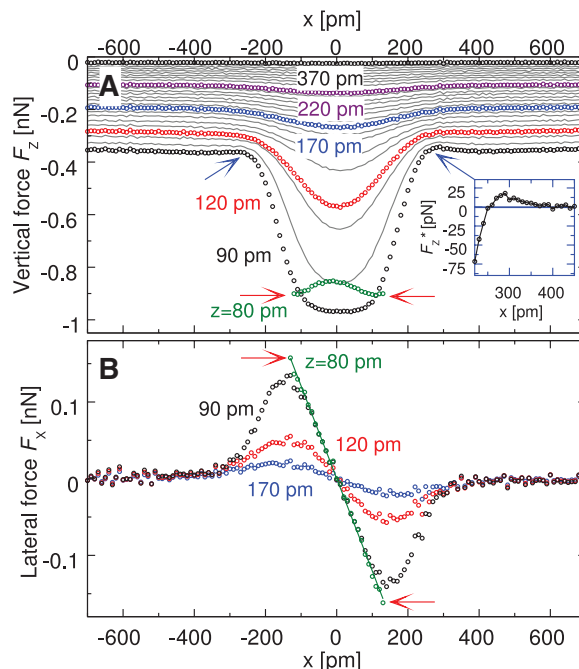 x [pm]
-600 -400 -200 0 200 400 600
0
-0.2
-0.4
-0.6
-0.8
-1
Vertical force Fz [nN]
A
370 pm
220 pm
170 pm
120 pm
90 pm
z=80 pm
25
0
-25
-50
-75
Fz* [pN]
300 400
x [pm]
B
0.1
0
-0.1
Lateral force Fx [nN]
z=80 pm
90 pm
120 pm
170 pm
-600 -400 -200 0 200 400 600
x [pm]